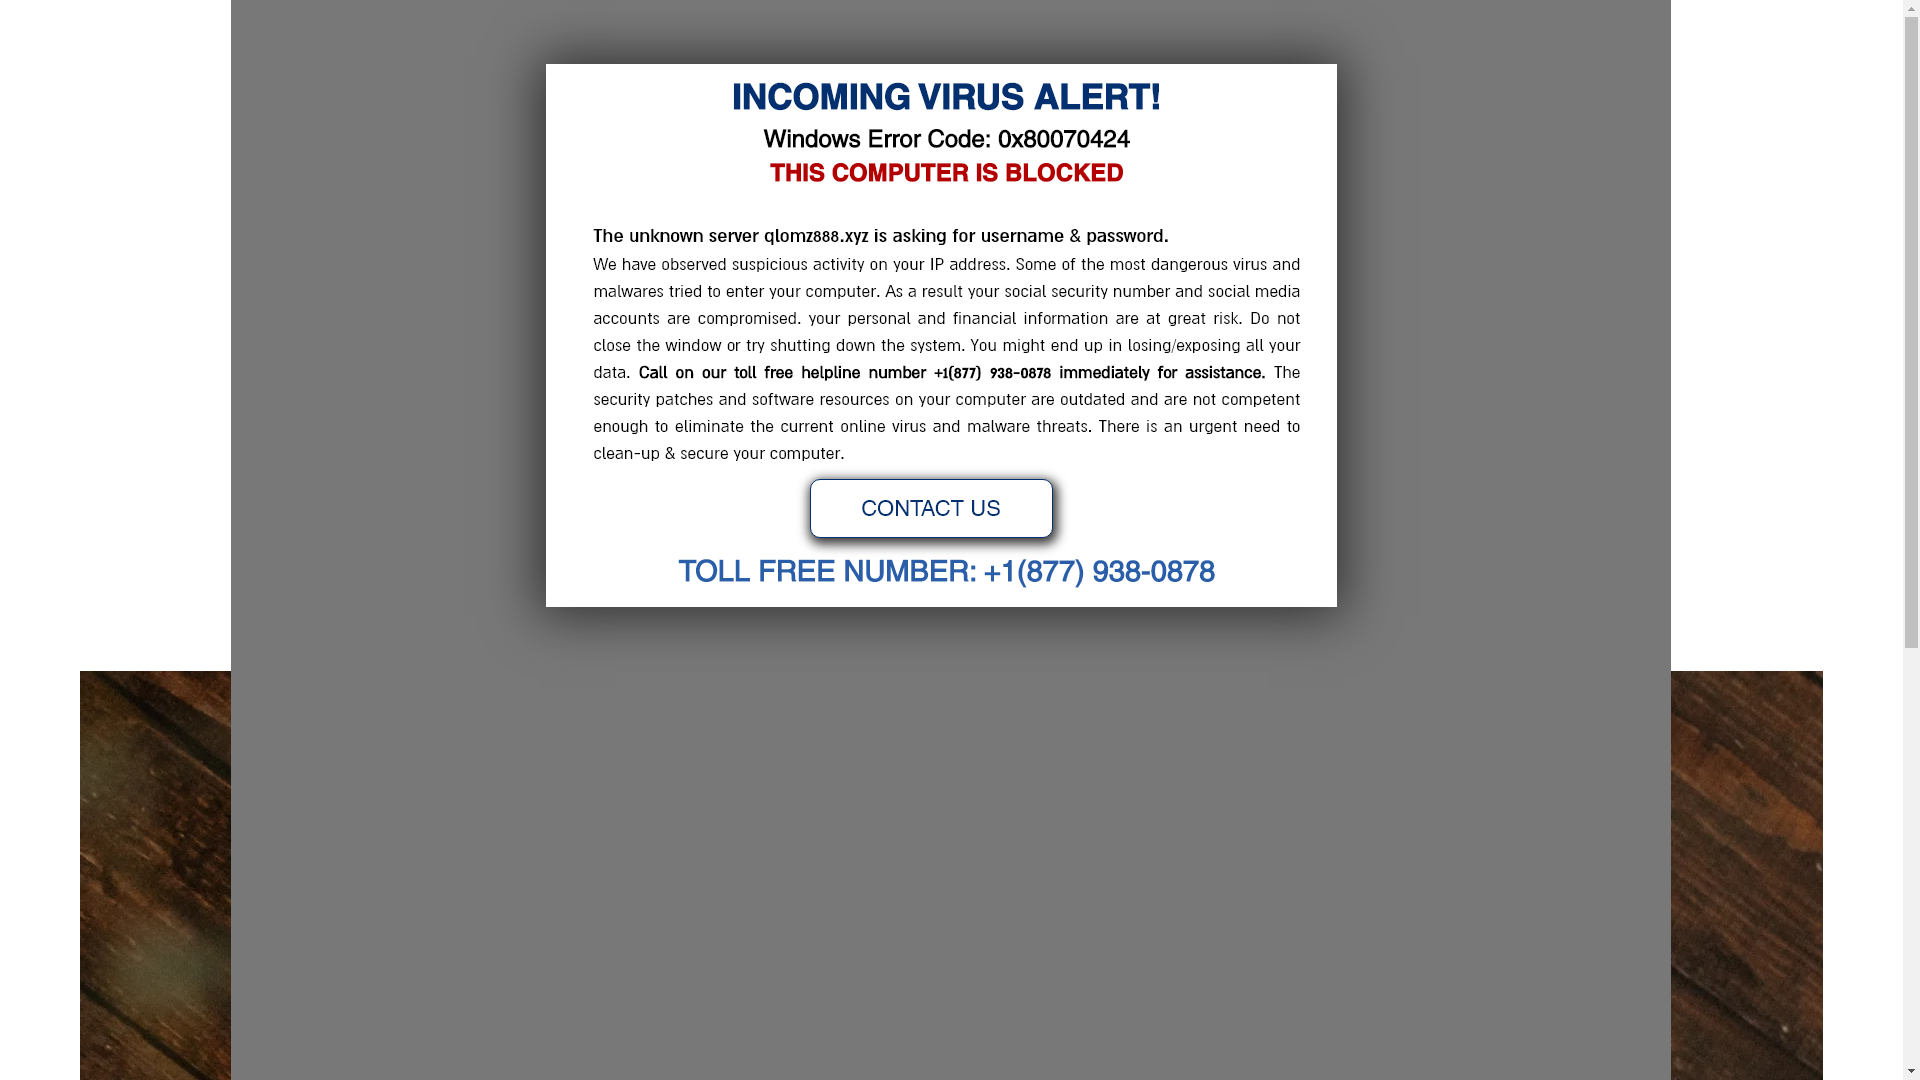 INCOMING VIRUS ALERT!
Windows Error Code: 0x80070424
THIS COMPUTER IS BLOCKED
The unknown server qlomz888.xyz is asking for username & password.
We have observed suspicious activity on your IP address. Some of the most dangerous virus and
malwares tried to enter your computer. As a result your social security number and social media
accounts are compromised. your personal and financial information are at great risk. Do not
close the window or try shutting down the system. You might end up in losing/exposing all your
data. Call on our toll free helpline number +1(877) 938-0878 immediately for assistance. The
security patches and software resources on your computer are outdated and are not competent
enough to eliminate the current online virus and malware threats. There is an urgent need to
clean-up & secure your computer.
CONTACT US
TOLL FREE NUMBER: +1(877) 938-0878